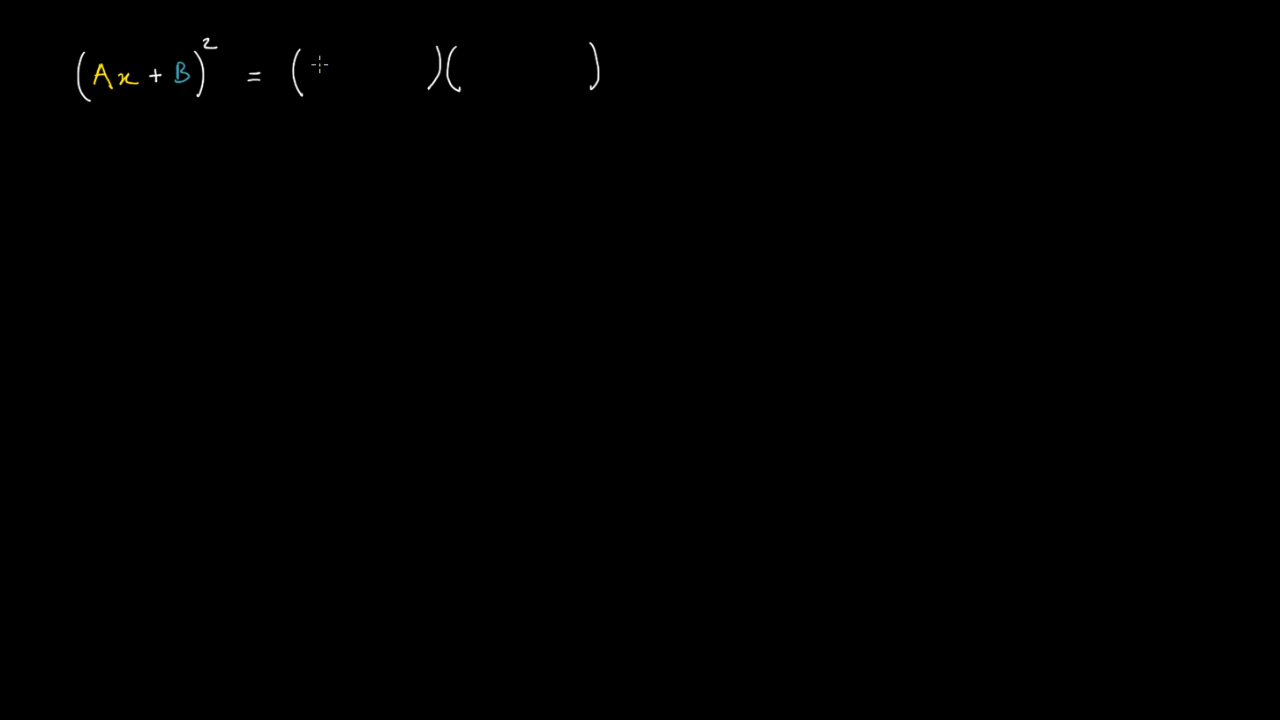 (Ax + B)² = (       )(       )